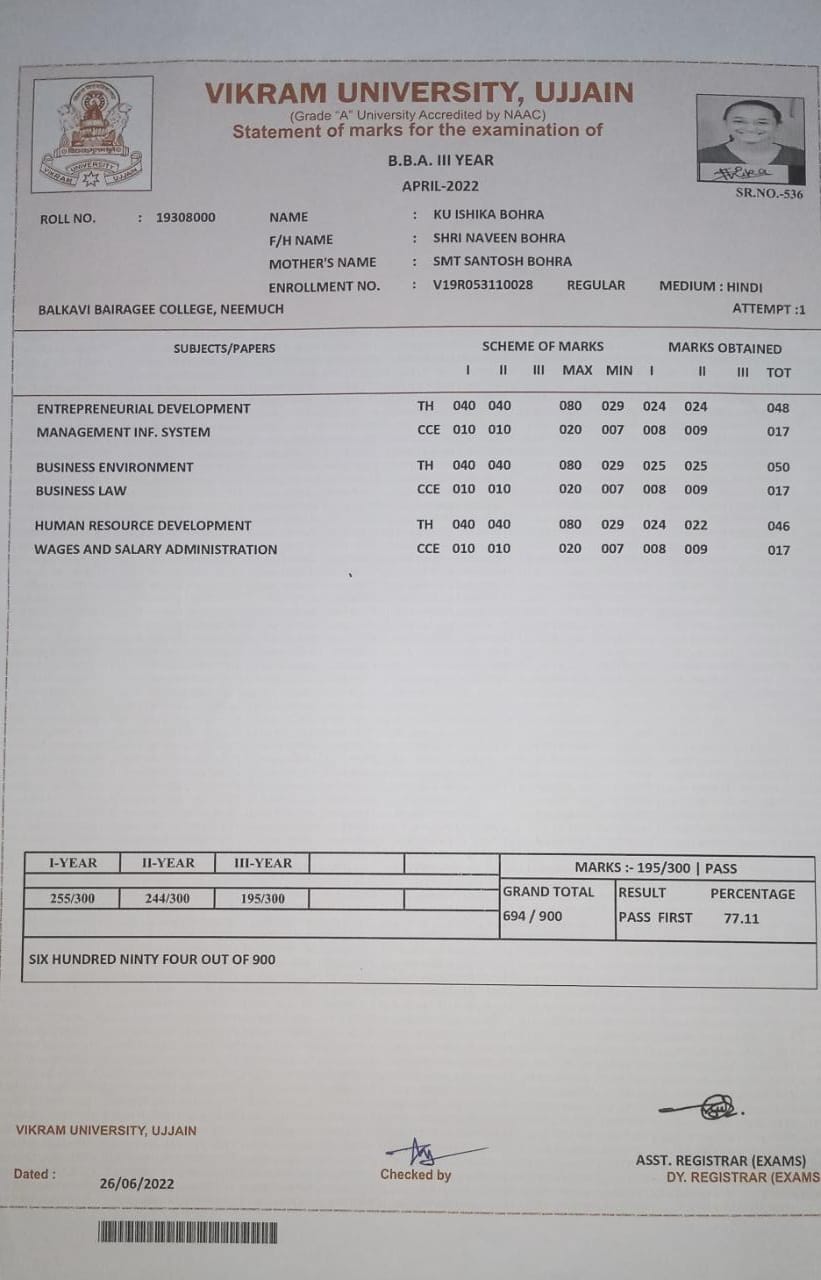 VIKRAM UNIVERSITY, UJJAIN
(Grade "A" University Accredited by NAAC)
Statement of marks for the examination of
B.B.A. III YEAR
APRIL-2022
VIKRAM UNIVERSITY UJJAIN
SR.NO.-536
ROLL NO. : 19308000 NAME : KU ISHIKA BOHRA
F/H NAME : SHRI NAVEEN BOHRA
MOTHER'S NAME : SMT SANTOSH BOHRA
ENROLLMENT NO. : V19R053110028 REGULAR MEDIUM : HINDI
BALKAVI BAIRAGEE COLLEGE, NEEMUCH ATTEMPT :1
SUBJECTS/PAPERS SCHEME OF MARKS MARKS OBTAINED
I II III MAX MIN I II III TOT
ENTREPRENEURIAL DEVELOPMENT TH 040 040 080 029 024 024 048
MANAGEMENT INF. SYSTEM CCE 010 010 020 007 008 009 017
BUSINESS ENVIRONMENT TH 040 040 080 029 025 025 050
BUSINESS LAW CCE 010 010 020 007 008 009 017
HUMAN RESOURCE DEVELOPMENT TH 040 040 080 029 024 022 046
WAGES AND SALARY ADMINISTRATION CCE 010 010 020 007 008 009 017
I-YEAR II-YEAR III-YEAR MARKS :- 195/300 | PASS
255/300 244/300 195/300 GRAND TOTAL RESULT PERCENTAGE
694 / 900 PASS FIRST 77.11
SIX HUNDRED NINTY FOUR OUT OF 900
VIKRAM UNIVERSITY, UJJAIN
Checked by
ASST. REGISTRAR (EXAMS)
DY. REGISTRAR (EXAMS
Dated : 26/06/2022